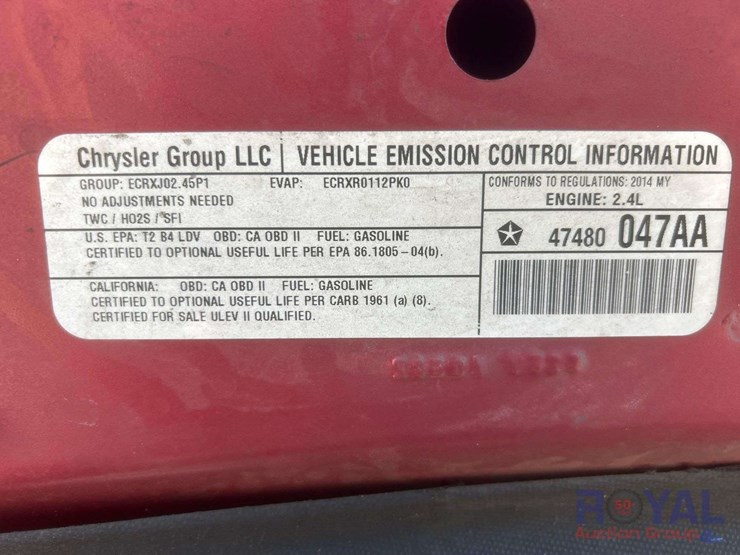 Chrysler Group LLC | VEHICLE EMISSION CONTROL INFORMATION
GROUP: ECRXJ02.45P1 EVAP: ECRXR0112PK0
NO ADJUSTMENTS NEEDED
TWC / HO2S / SFI
U.S. EPA: T2 B4 LDV OBD: CA OBD II FUEL: GASOLINE
CERTIFIED TO OPTIONAL USEFUL LIFE PER EPA 86.1805-04(b).
CALIFORNIA: OBD: CA OBD II FUEL: GASOLINE
CERTIFIED TO OPTIONAL USEFUL LIFE PER CARB 1961 (a) (8).
CERTIFIED FOR SALE ULEV II QUALIFIED.
CONFORMS TO REGULATIONS: 2014 MY
ENGINE: 2.4L
47480 047AA
ROYAL
Auction Group